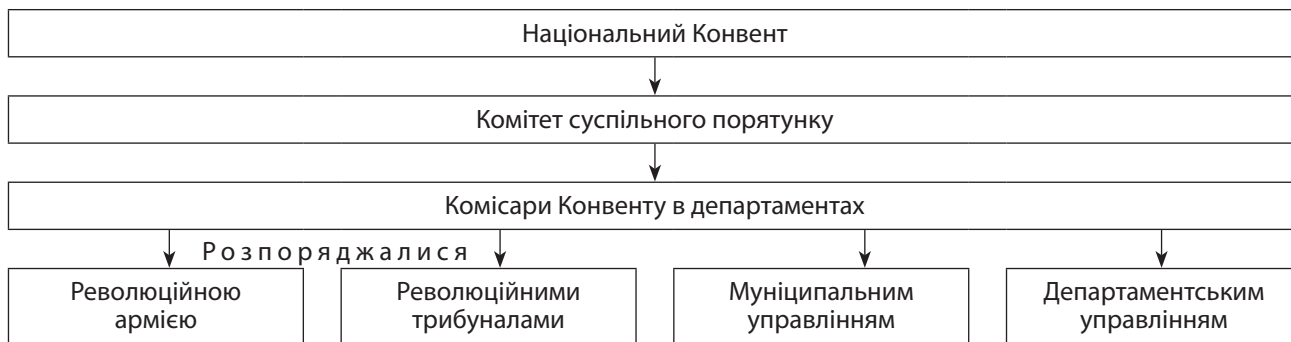 Національний Конвент
Комітет суспільного порятунку
Комісари Конвенту в департаментах
Розпоряджалися
Революційною
армією
Революційними
трибуналами
Муніципальним
управлінням
Департаментським
управлінням